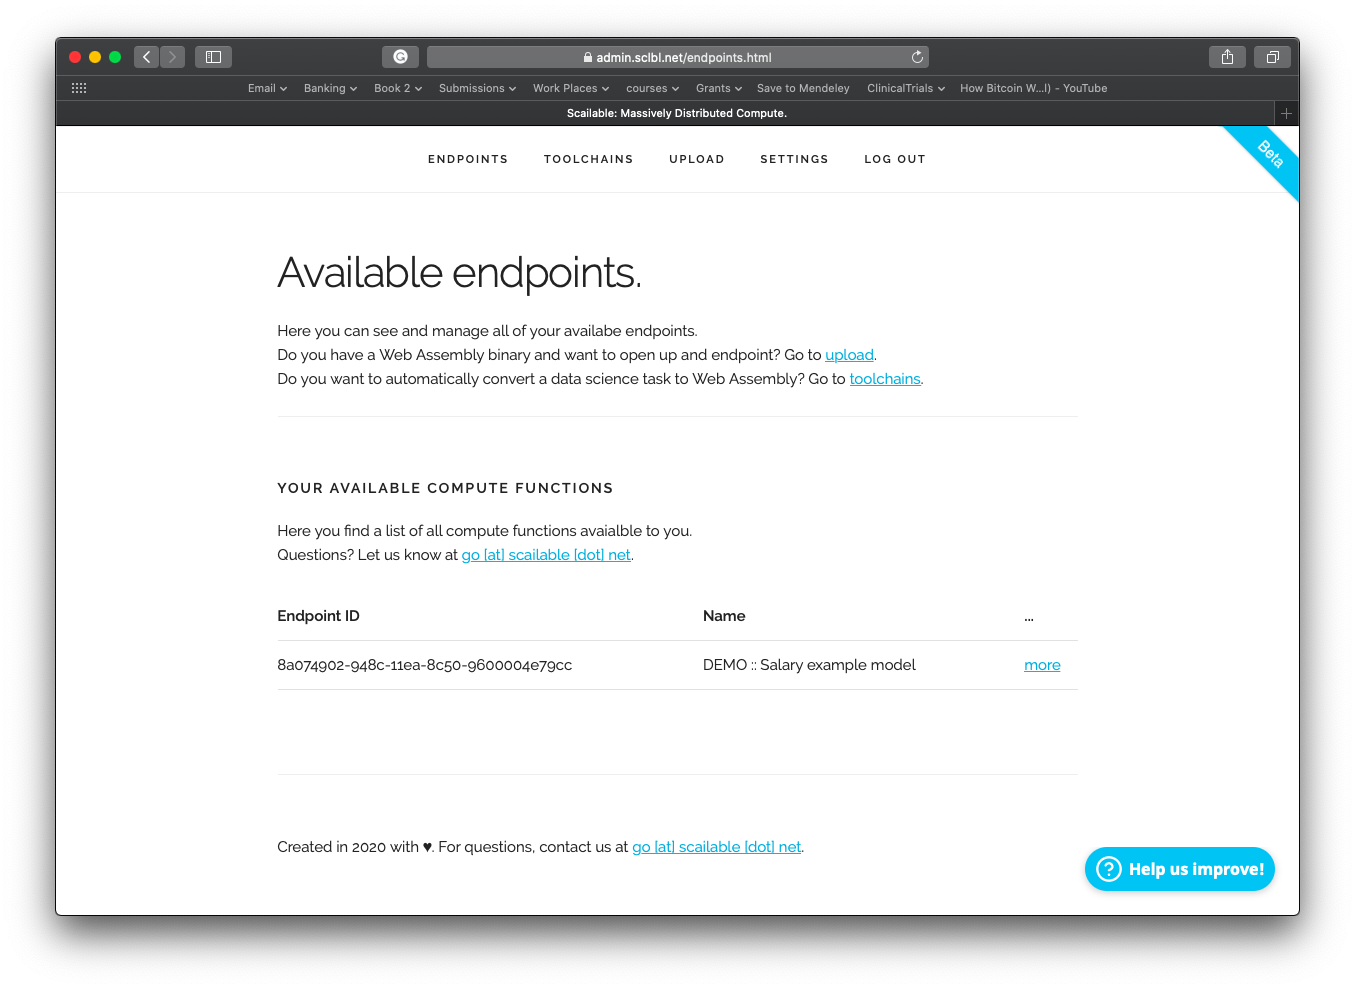 admin.sclbl.net/endpoints.html
Email Banking Book 2 Submissions Work Places courses Grants Save to Mendeley ClinicalTrials How Bitcoin W...l) - YouTube
Scailable: Massively Distributed Compute.
ENDPOINTS TOOLCHAINS UPLOAD SETTINGS LOG OUT
Beta
Available endpoints.
Here you can see and manage all of your availabe endpoints.
Do you have a Web Assembly binary and want to open up and endpoint? Go to upload.
Do you want to automatically convert a data science task to Web Assembly? Go to toolchains.
YOUR AVAILABLE COMPUTE FUNCTIONS
Here you find a list of all compute functions avaialble to you.
Questions? Let us know at go [at] scailable [dot] net.
Endpoint ID Name ...
8a074902-948c-11ea-8c50-9600004e79cc DEMO :: Salary example model more
Created in 2020 with ♥. For questions, contact us at go [at] scailable [dot] net.
? Help us improve!